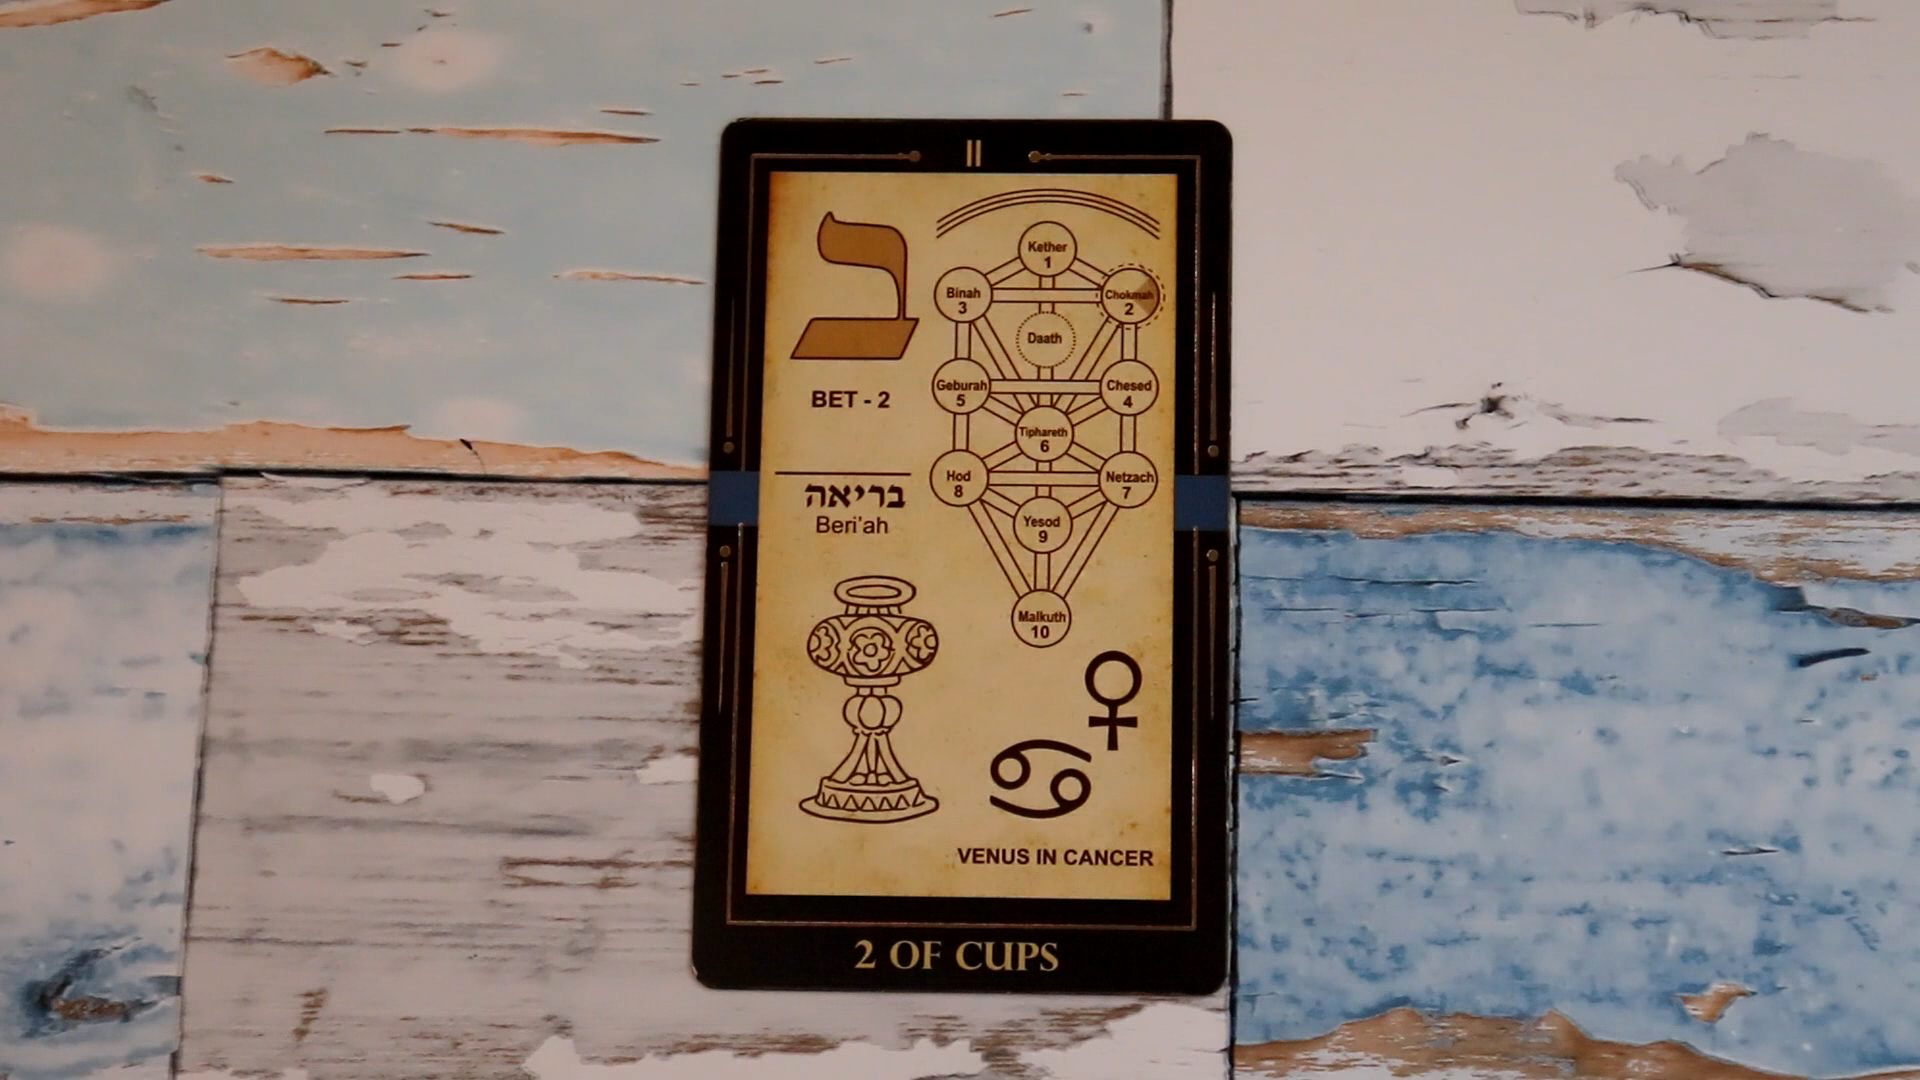 II
ב
BET - 2
בריאה
Beri'ah
Kether
1
Binah
3
Chokmah
2
Daath
Geburah
5
Chesed
4
Tiphareth
6
Hod
8
Netzach
7
Yesod
9
Malkuth
10
♀
♋
VENUS IN CANCER
2 OF CUPS